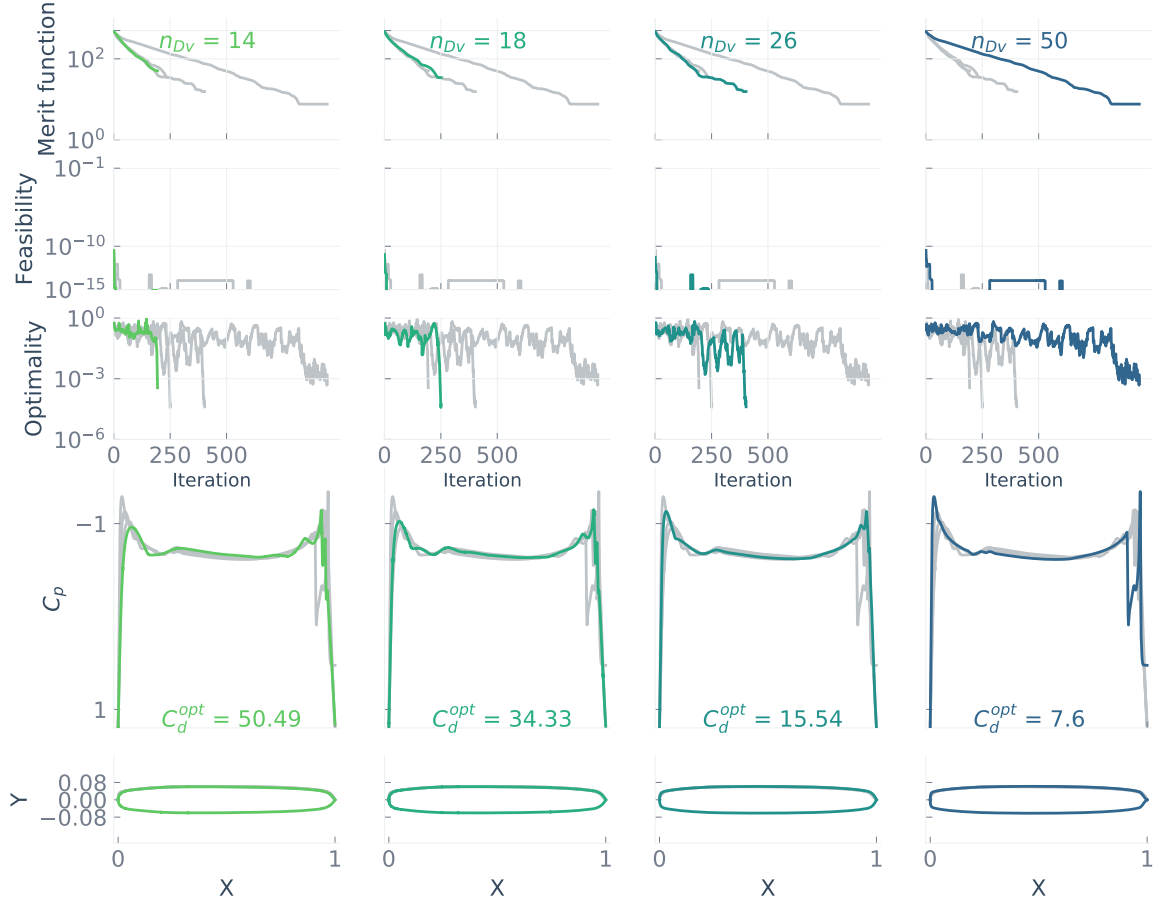 Merit function
10^2
10^0
n_Dv = 14
n_Dv = 18
n_Dv = 26
n_Dv = 50
Feasibility
10^−1
10^−10
10^−15
Optimality
10^0
10^−3
10^−6
0 250 500
0 250 500
0 250 500
0 250 500
Iteration
Iteration
Iteration
Iteration
C_p
−1
1
C_d^opt = 50.49
C_d^opt = 34.33
C_d^opt = 15.54
C_d^opt = 7.6
Y
0.08
0.00
−0.08
0 1
0 1
0 1
0 1
X
X
X
X